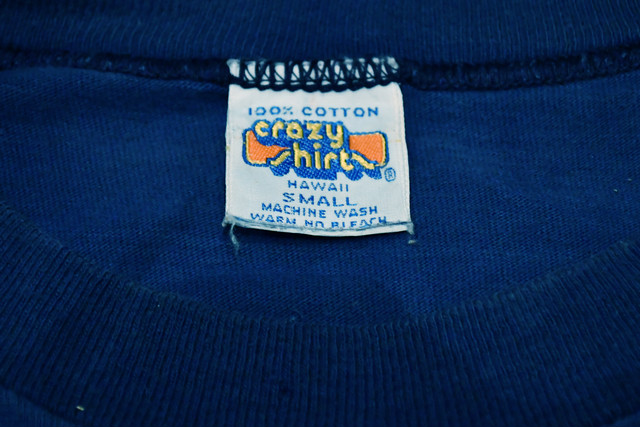 100% COTTON
crazy
shirts
®
HAWAII
SMALL
MACHINE WASH
WARM NO BLEACH